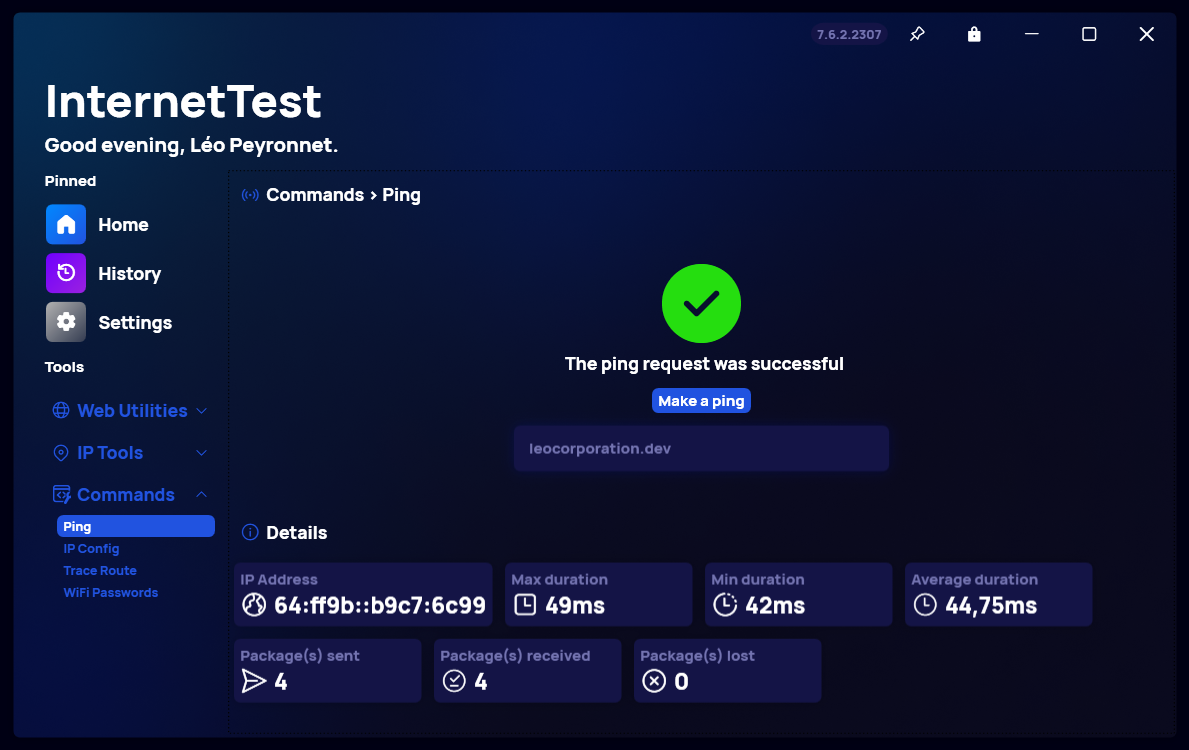 7.6.2.2307
InternetTest
Good evening, Léo Peyronnet.
Pinned
Home
History
Settings
Tools
Web Utilities
IP Tools
Commands
Ping
IP Config
Trace Route
WiFi Passwords
Commands › Ping
The ping request was successful
Make a ping
leocorporation.dev
Details
IP Address
64:ff9b::b9c7:6c99
Max duration
49ms
Min duration
42ms
Average duration
44,75ms
Package(s) sent
4
Package(s) received
4
Package(s) lost
0